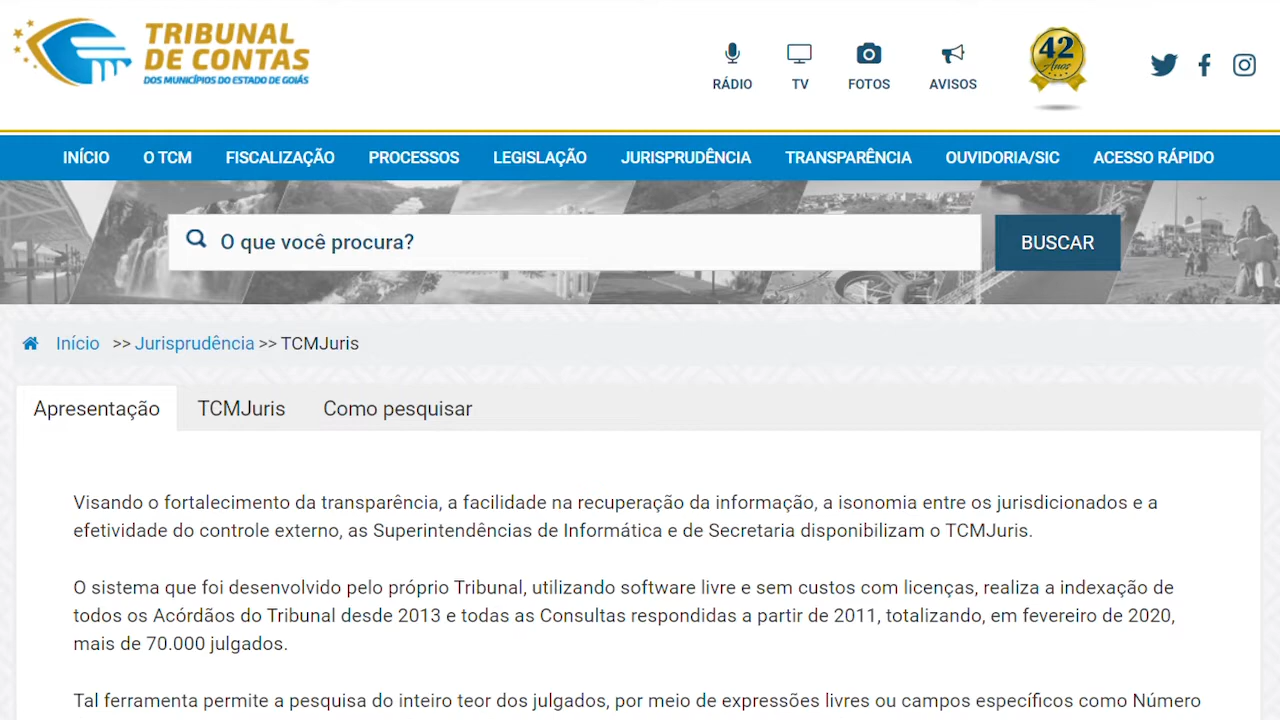 TRIBUNAL
DE CONTAS
DOS MUNICÍPIOS DO ESTADO DE GOIÁS
RÁDIO
TV
FOTOS
AVISOS
42
Anos
INÍCIO
O TCM
FISCALIZAÇÃO
PROCESSOS
LEGISLAÇÃO
JURISPRUDÊNCIA
TRANSPARÊNCIA
OUVIDORIA/SIC
ACESSO RÁPIDO
O que você procura?
BUSCAR
Início >> Jurisprudência >> TCMJuris
Apresentação
TCMJuris
Como pesquisar
Visando o fortalecimento da transparência, a facilidade na recuperação da informação, a isonomia entre os jurisdicionados e a
efetividade do controle externo, as Superintendências de Informática e de Secretaria disponibilizam o TCMJuris.
O sistema que foi desenvolvido pelo próprio Tribunal, utilizando software livre e sem custos com licenças, realiza a indexação de
todos os Acórdãos do Tribunal desde 2013 e todas as Consultas respondidas a partir de 2011, totalizando, em fevereiro de 2020,
mais de 70.000 julgados.
Tal ferramenta permite a pesquisa do inteiro teor dos julgados, por meio de expressões livres ou campos específicos como Número